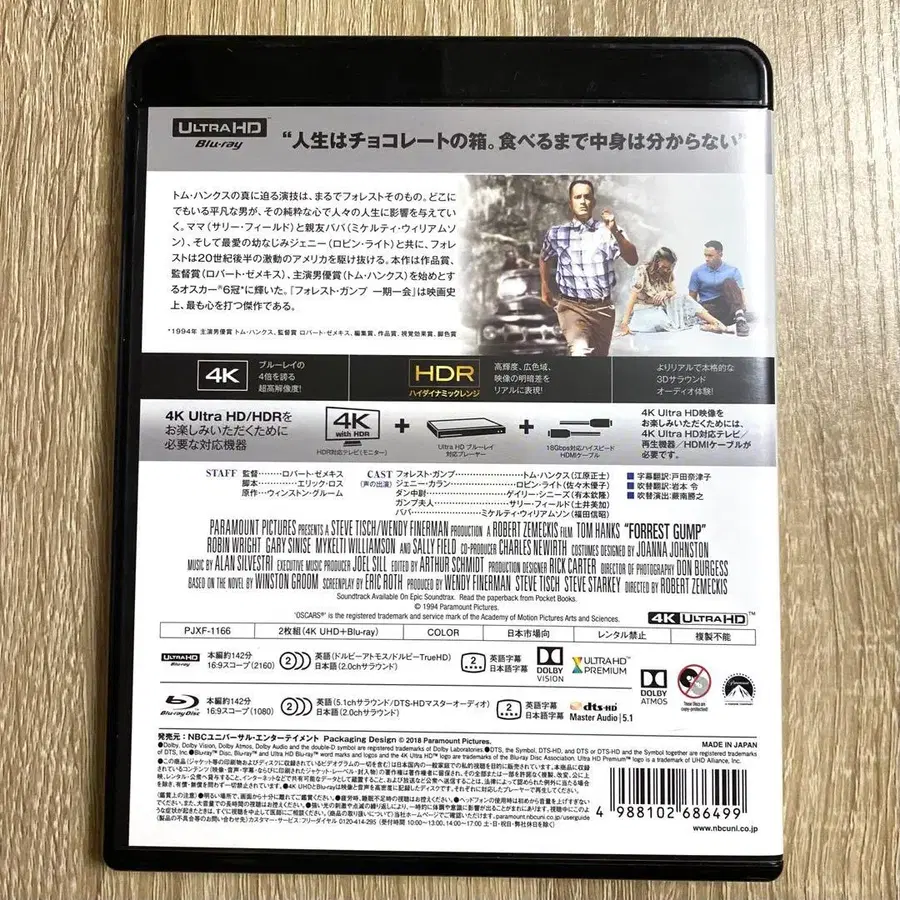 ULTRA HD
Blu-ray
“人生はチョコレートの箱。食べるまで中身は分からない”
トム・ハンクスの真に迫る演技は、まるでフォレストそのもの。どこに
でもいる平凡な男が、その純粋な心で人々の人生に影響を与えてい
く。ママ(サリー・フィールド)と親友ババ(ミケルティ・ウィリアムソ
ン)、そして最愛の幼なじみジェニー(ロビン・ライト)と共に、フォレ
ストは20世紀後半の激動のアメリカを駆け抜ける。本作は作品賞、
監督賞(ロバート・ゼメキス)、主演男優賞(トム・ハンクス)を始めとす
るオスカー®6冠*に輝いた。『フォレスト・ガンプ 一期一会』は映画史
上、最も心を打つ傑作である。
*1994年 主演男優賞 トム・ハンクス、監督賞 ロバート・ゼメキス、編集賞、作品賞、視覚効果賞、脚色賞
4K
ブルーレイの
4倍を誇る
超高解像度!
HDR
ハイダイナミックレンジ
高輝度、広色域、
映像の明暗差を
リアルに表現!
よりリアルで本格的な
3Dサラウンド
オーディオ体験!
4K Ultra HD/HDRを
お楽しみいただくために
必要な対応機器
4K
with HDR
HDR対応テレビ(モニター)
+
Ultra HD ブルーレイ
対応プレーヤー
+
18Gbps対応ハイスピード
HDMIケーブル
4K Ultra HD映像を
お楽しみいただくためには、
4K Ultra HD対応テレビ/
再生機器/HDMIケーブルが
必要です。
STAFF 監督……ロバート・ゼメキス
脚本……エリック・ロス
原作…ウィンストン・グルーム
CAST フォレスト・ガンプ……トム・ハンクス(江原正士)
(声の出演) ジェニー・カラン……ロビン・ライト(佐々木優子)
ダン中尉……ゲイリー・シニーズ(有本欽隆)
ガンプ夫人……サリー・フィールド(土井美加)
ババ……ミケルティ・ウィリアムソン(福田信昭)
■字幕翻訳:戸田奈津子
■吹替翻訳:岩本 令
■吹替演出:蕨南勝之
PARAMOUNT PICTURES PRESENTS A STEVE TISCH/WENDY FINERMAN PRODUCTION A ROBERT ZEMECKIS FILM TOM HANKS "FORREST GUMP"
ROBIN WRIGHT GARY SINISE MYKELTI WILLIAMSON AND SALLY FIELD CO-PRODUCER CHARLES NEWIRTH COSTUMES DESIGNED BY JOANNA JOHNSTON
MUSIC BY ALAN SILVESTRI EXECUTIVE MUSIC PRODUCER JOEL SILL EDITED BY ARTHUR SCHMIDT PRODUCTION DESIGNER RICK CARTER DIRECTOR OF PHOTOGRAPHY DON BURGESS
BASED ON THE NOVEL BY WINSTON GROOM SCREENPLAY BY ERIC ROTH PRODUCED BY WENDY FINERMAN STEVE TISCH STEVE STARKEY DIRECTED BY ROBERT ZEMECKIS
Soundtrack Available On Epic Soundtrax. Read the paperback from Pocket Books.
© 1994 Paramount Pictures.
'OSCARS®' is the registered trademark and service mark of the Academy of Motion Pictures Arts and Sciences.
4K ULTRA HD™
PJXF-1166 2枚組(4K UHD+Blu-ray) COLOR 日本市場向 レンタル禁止 複製不能
ULTRA HD Blu-ray 本編約142分
16:9スコープ(2160)
2 英語(ドルビーアトモス/ドルビーTrueHD)
日本語(2.0chサラウンド)
2 英語字幕
日本語字幕
DOLBY
VISION
ULTRA HD
PREMIUM
DOLBY
ATMOS
These Discs are
copy-protected!
Paramount
Blu-ray Disc 本編約142分
16:9スコープ(1080)
2 英語(5.1chサラウンド/DTS-HDマスターオーディオ)
日本語(2.0chサラウンド)
2 英語字幕
日本語字幕
dts-HD
Master Audio 5.1
発売元:NBCユニバーサル・エンターテイメント Packaging Design © 2018 Paramount Pictures.
MADE IN JAPAN
●Dolby, Dolby Vision, Dolby Atmos, Dolby Audio and the double-D symbol are registered trademarks of Dolby Laboratories.
4 988102 686499
www.nbcuni.co.jp